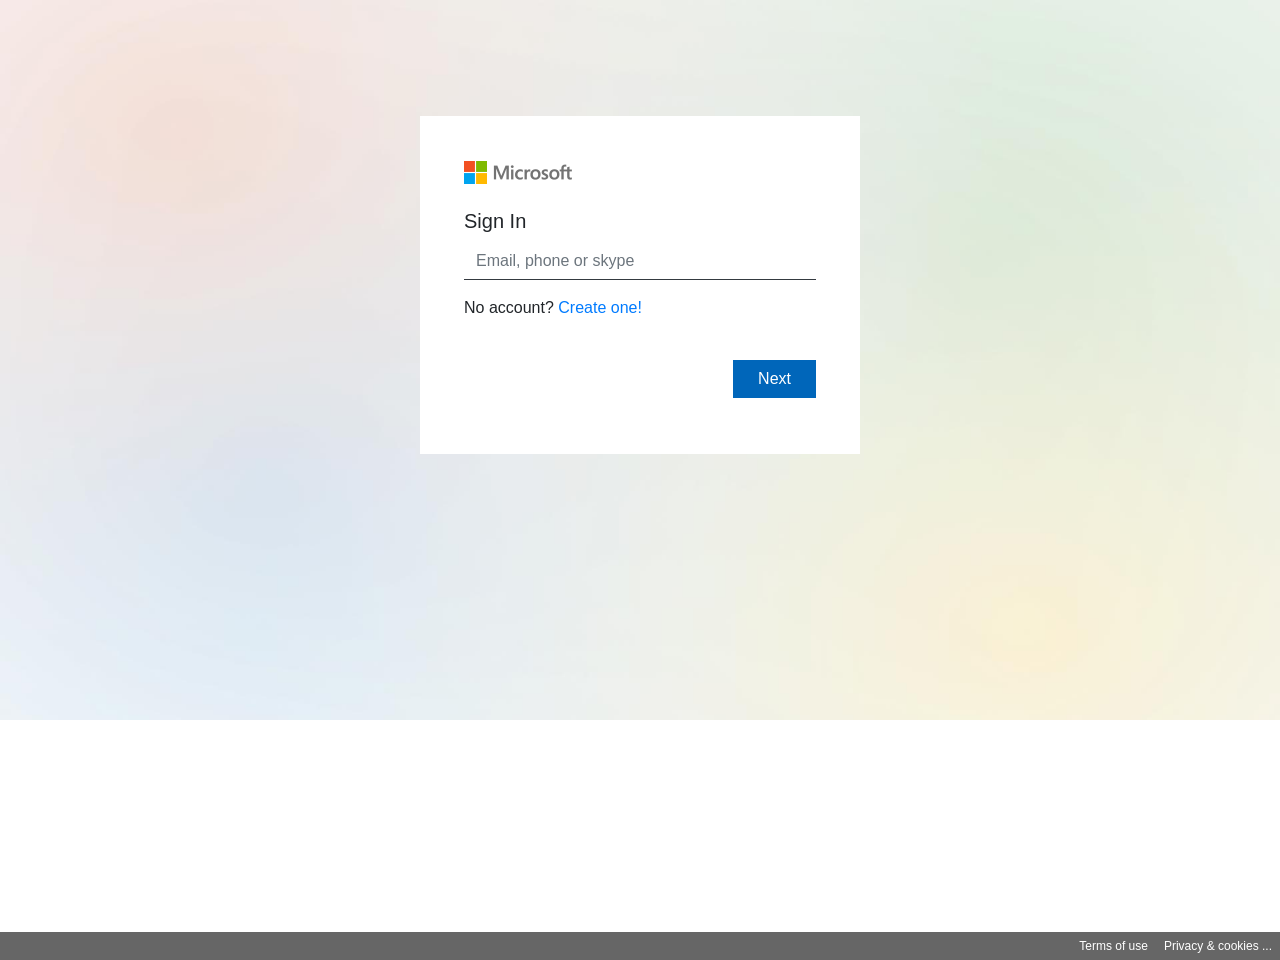 Microsoft
Sign In
Email, phone or skype
No account? Create one!
Next
Terms of use Privacy & cookies ...